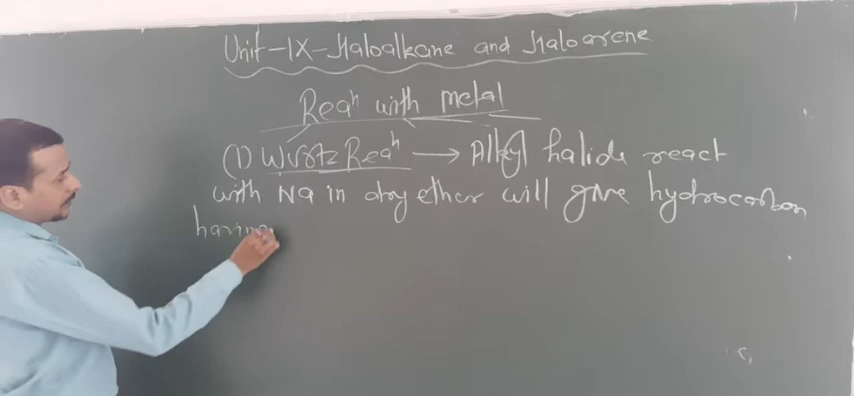 Unit-IX-Haloalkane and Haloarene
Reaⁿ with Metal
(1) Wurtz Reaⁿ → Alkyl halide react
with Na in dry ether will give hydrocarbon
having